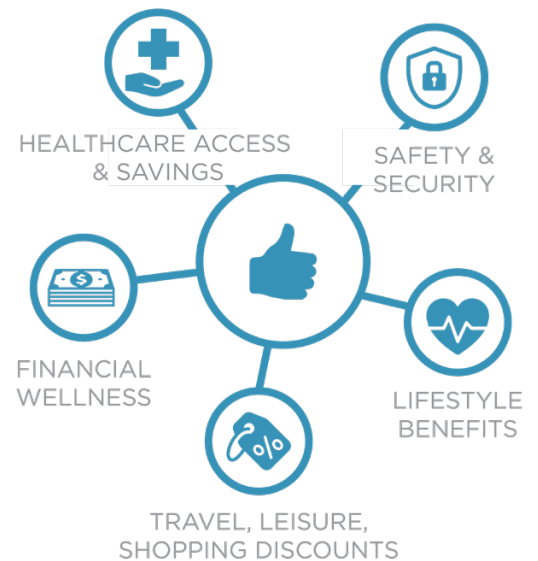 HEALTHCARE ACCESS
& SAVINGS
SAFETY &
SECURITY
$
FINANCIAL
WELLNESS
LIFESTYLE
BENEFITS
%
TRAVEL, LEISURE,
SHOPPING DISCOUNTS